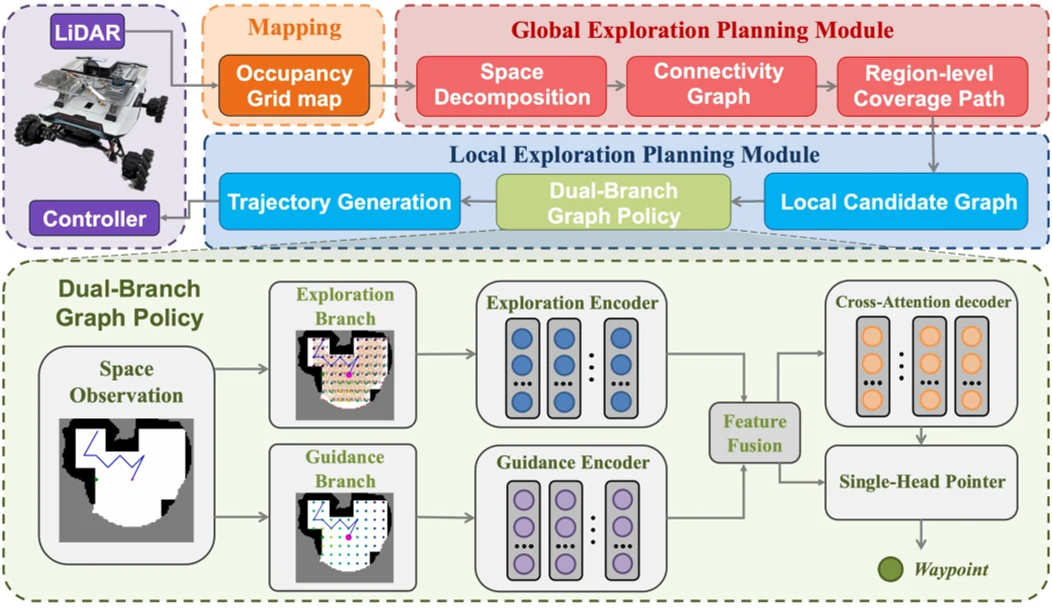 LiDAR
Mapping
Occupancy
Grid map
Global Exploration Planning Module
Space
Decomposition
Connectivity
Graph
Region-level
Coverage Path
Local Exploration Planning Module
Controller
Trajectory Generation
Dual-Branch
Graph Policy
Local Candidate Graph
Dual-Branch
Graph Policy
Space
Observation
Exploration
Branch
Guidance
Branch
Exploration Encoder
Guidance Encoder
Feature
Fusion
Cross-Attention decoder
Single-Head Pointer
Waypoint